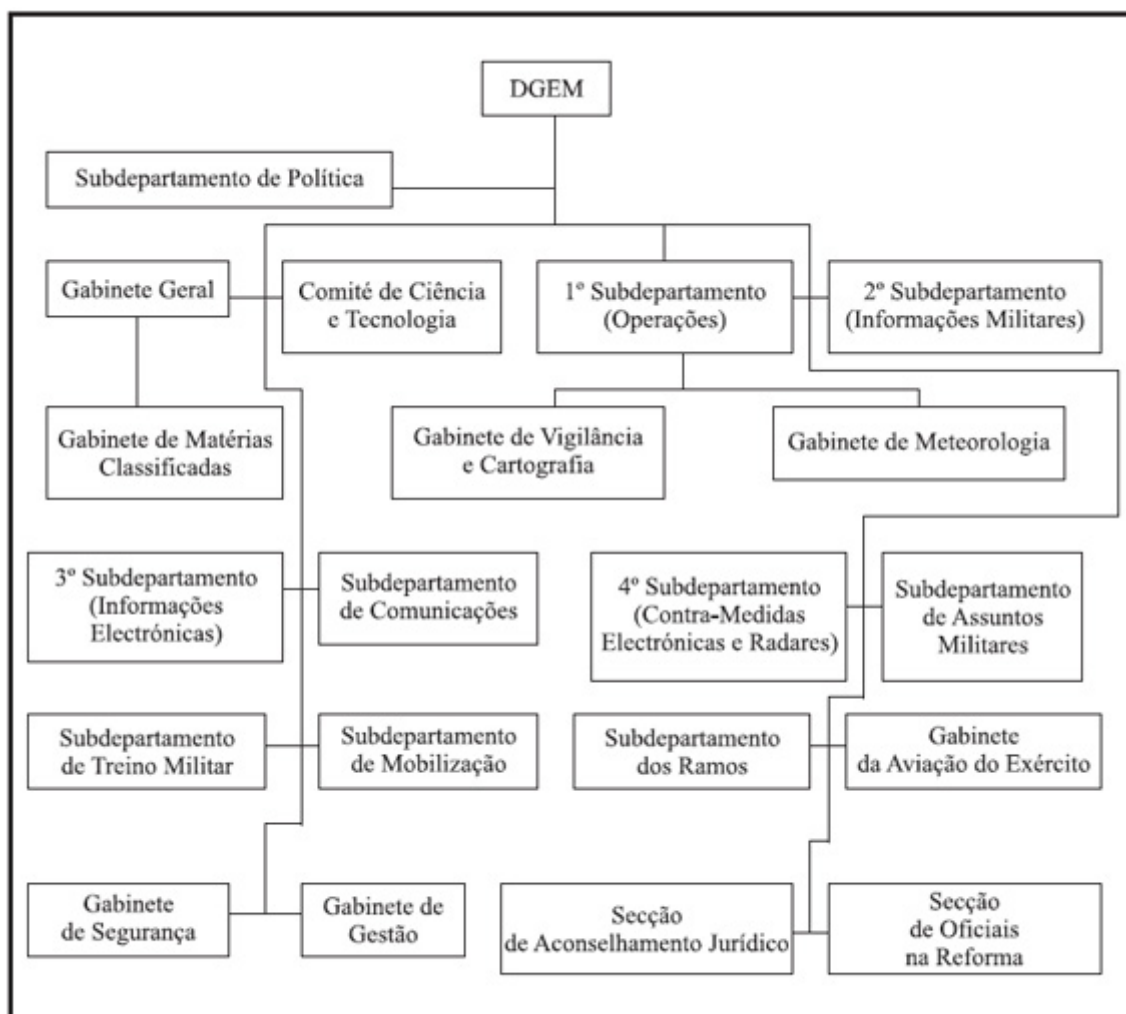 DGEM
Subdepartamento de Política
Gabinete Geral
Comité de Ciência
e Tecnologia
1º Subdepartamento
(Operações)
2º Subdepartamento
(Informações Militares)
Gabinete de Matérias
Classificadas
Gabinete de Vigilância
e Cartografia
Gabinete de Meteorologia
3º Subdepartamento
(Informações
Electrónicas)
Subdepartamento
de Comunicações
4º Subdepartamento
(Contra-Medidas
Electrónicas e Radares)
Subdepartamento
de Assuntos
Militares
Subdepartamento
de Treino Militar
Subdepartamento
de Mobilização
Subdepartamento
dos Ramos
Gabinete
da Aviação do Exército
Gabinete
de Segurança
Gabinete de
Gestão
Secção
de Aconselhamento Jurídico
Secção
de Oficiais
na Reforma